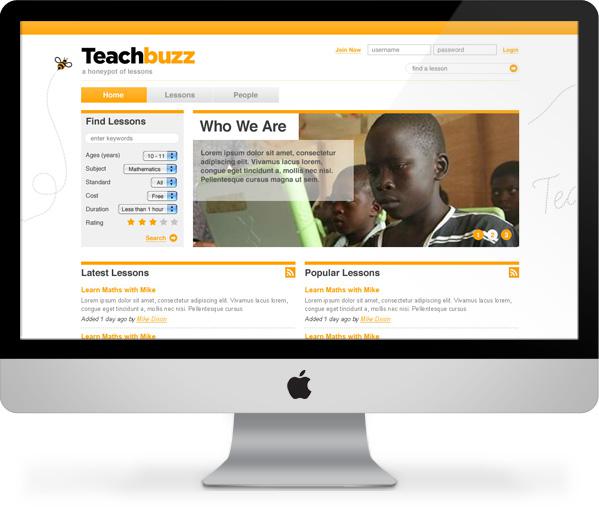 Teachbuzz
a honeypot of lessons
Join Now username password Login
find a lesson
Home Lessons People
Find Lessons
enter keywords
Ages (years) 10 - 11
Subject Mathematics
Standard All
Cost Free
Duration Less than 1 hour
Rating
Search
Who We Are
Lorem ipsum dolor sit amet, consectetur
adipiscing elit. Vivamus lacus lorem,
congue eget tincidunt a, mollis nec nisi.
Pellentesque cursus magna ut sem.
1 2 3
Latest Lessons
Learn Maths with Mike
Lorem ipsum dolor sit amet, consectetur adipiscing elit. Vivamus lacus lorem,
congue eget tincidunt a, mollis nec nisi. Pellentesque cursus
Added 1 day ago by Mike Dixon
Learn Maths with Mike
Popular Lessons
Learn Maths with Mike
Lorem ipsum dolor sit amet, consectetur adipiscing elit. Vivamus lacus lorem,
congue eget tincidunt a, mollis nec nisi. Pellentesque cursus
Added 1 day ago by Mike Dixon
Learn Maths with Mike